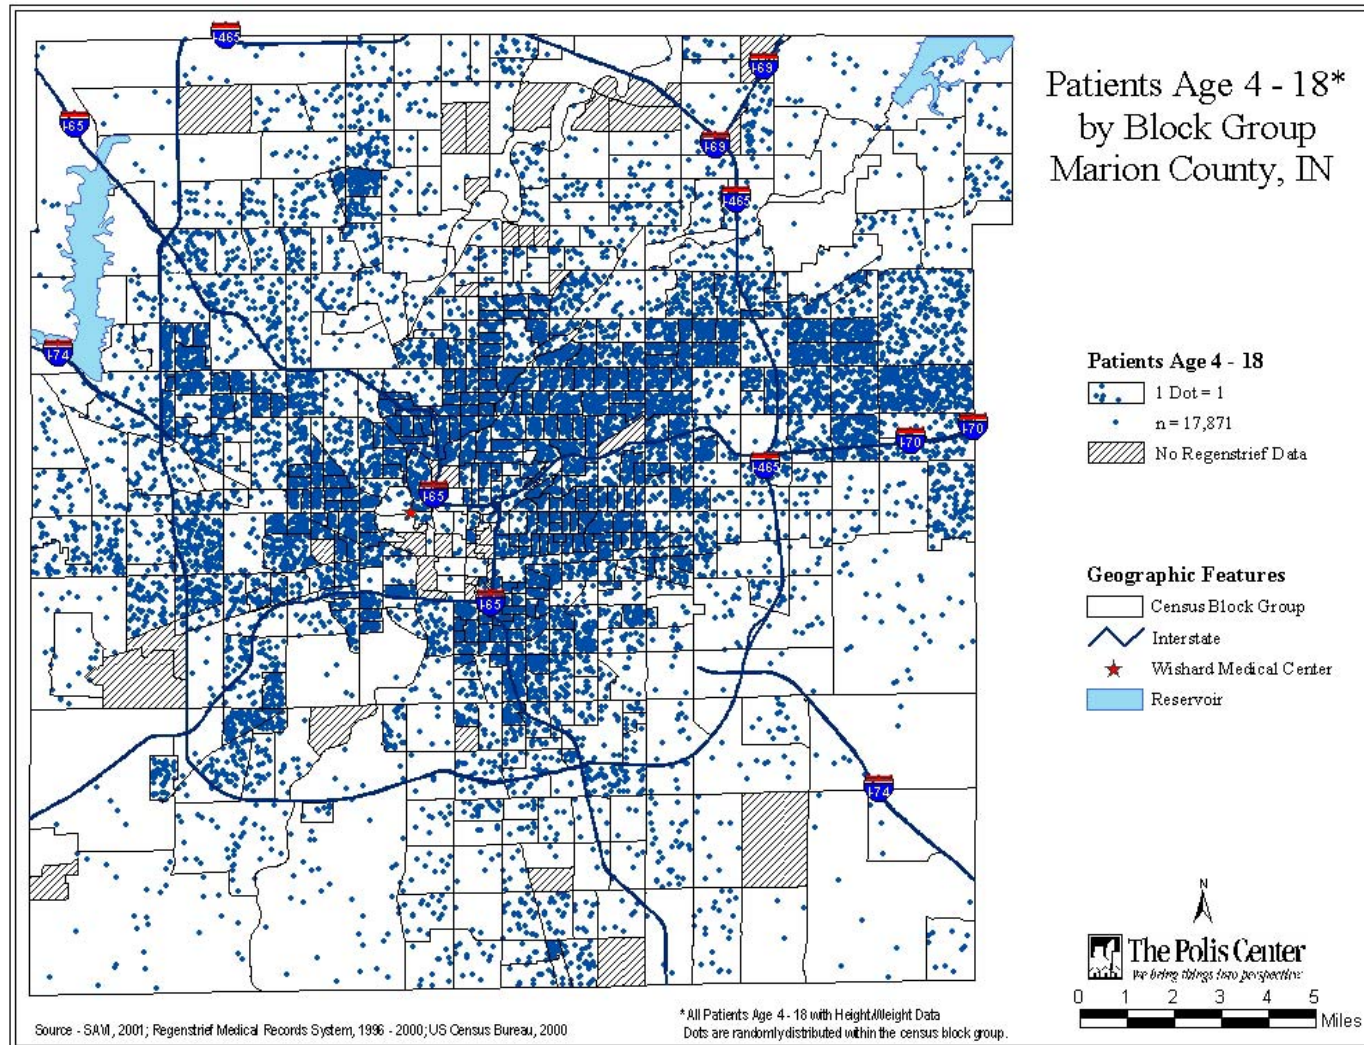 Patients Age 4 - 18*
by Block Group
Marion County, IN
I-465
I-69
I-65
I-69
I-465
I-74
I-70
I-70
I-465
I-65
I-65
I-74
Patients Age 4 - 18
1 Dot = 1
n = 17,871
No Regenstrief Data
Geographic Features
Census Block Group
Interstate
Wishard Medical Center
Reservoir
N
The Polis Center
We bring things into perspective
0 1 2 3 4 5
Miles
Source - SAVI, 2001; Regenstrief Medical Records System, 1996 - 2000; US Census Bureau, 2000
* All Patients Age 4 - 18 with Height/Weight Data
Dots are randomly distributed within the census block group.